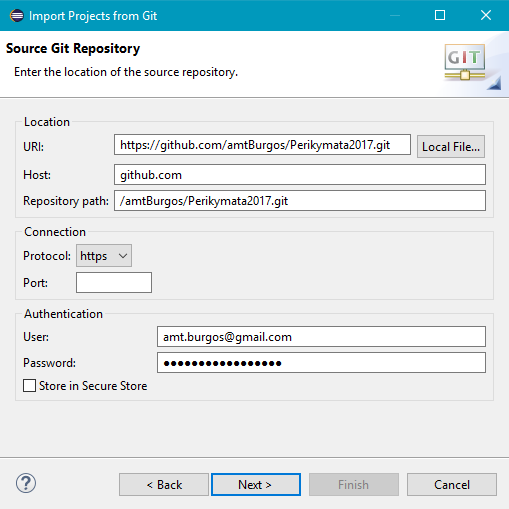 Import Projects from Git
Source Git Repository
Enter the location of the source repository.
GIT
Location
URI: https://github.com/amtBurgos/Perikymata2017.git Local File...
Host: github.com
Repository path: /amtBurgos/Perikymata2017.git
Connection
Protocol: https
Port:
Authentication
User: amt.burgos@gmail.com
Password: ●●●●●●●●●●●●●●●●●
Store in Secure Store
? < Back Next > Finish Cancel